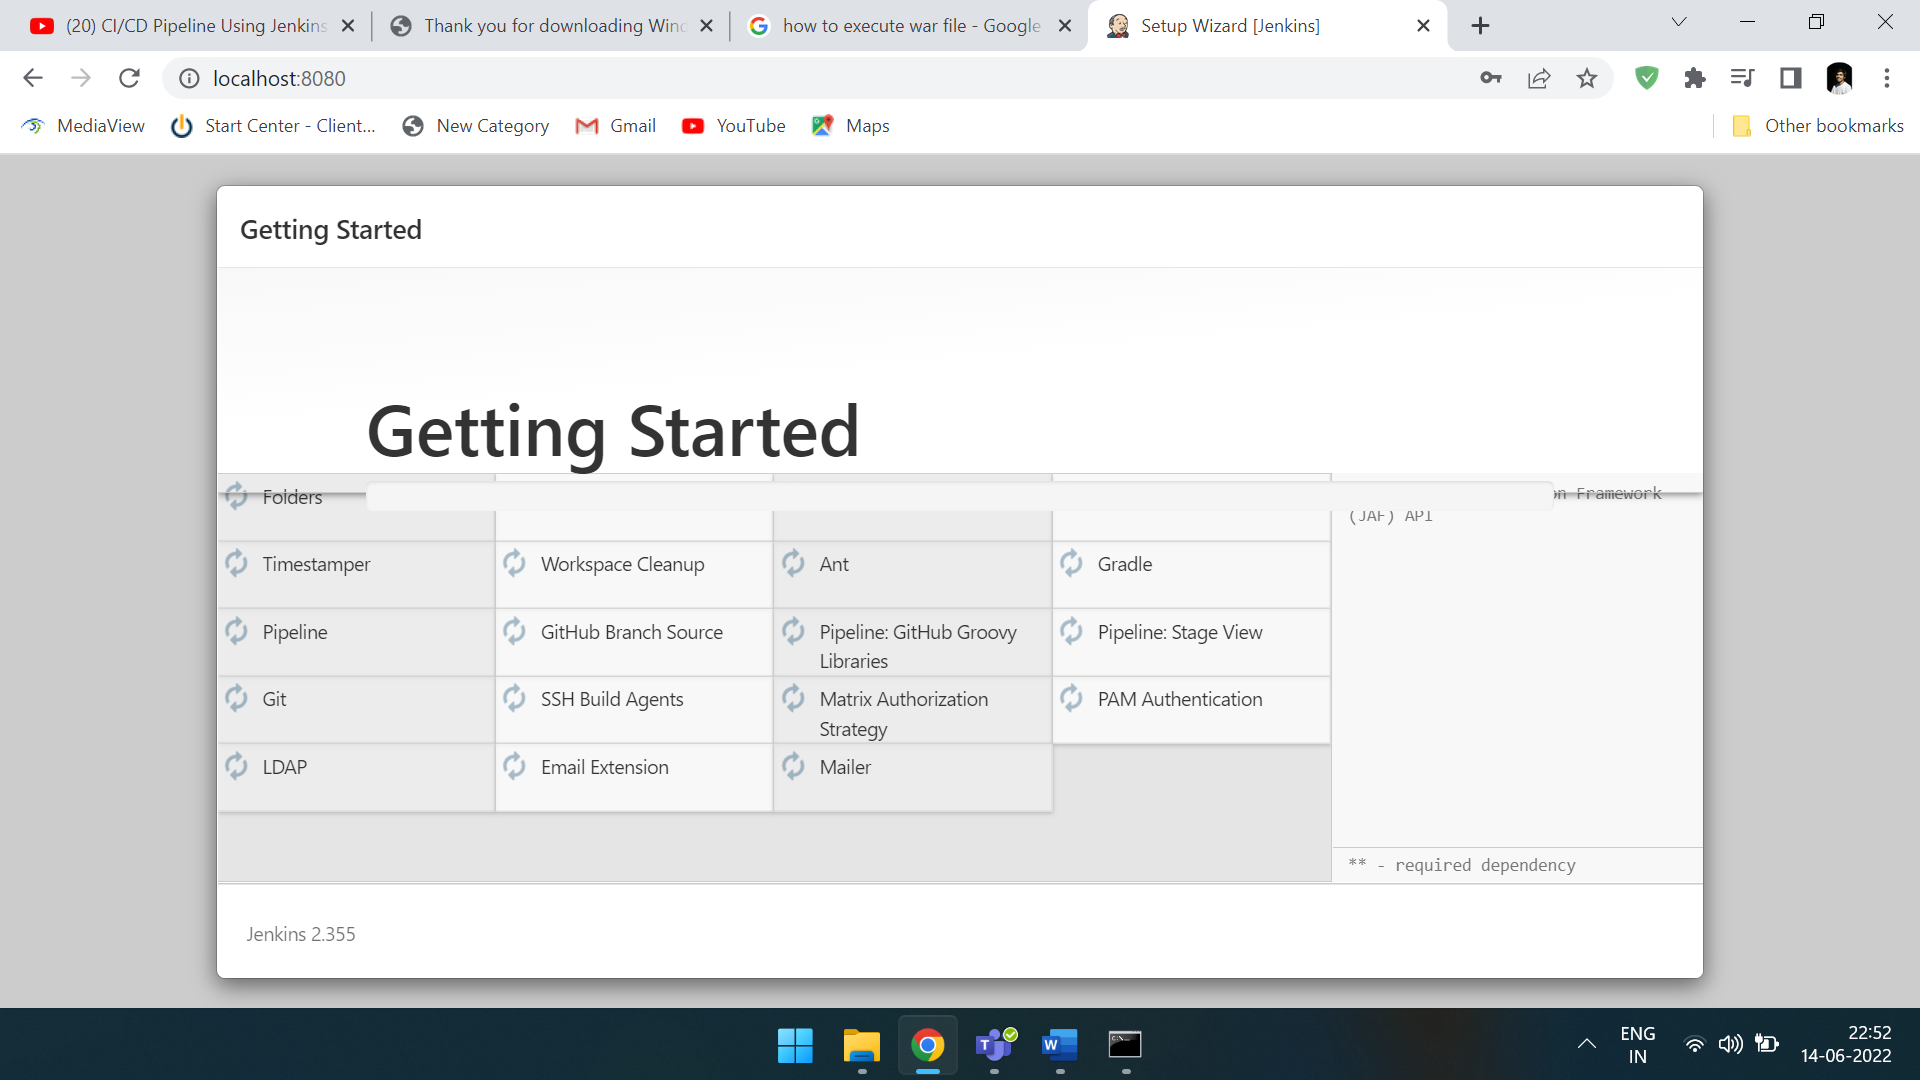 (20) CI/CD Pipeline Using Jenkins
Thank you for downloading Winc
how to execute war file - Google
Setup Wizard [Jenkins]
localhost:8080
MediaView
Start Center - Client...
New Category
Gmail
YouTube
Maps
Other bookmarks
Getting Started
Getting Started
Folders
on Framework
(JAF) API
Timestamper
Workspace Cleanup
Ant
Gradle
Pipeline
GitHub Branch Source
Pipeline: GitHub Groovy
Libraries
Pipeline: Stage View
Git
SSH Build Agents
Matrix Authorization
Strategy
PAM Authentication
LDAP
Email Extension
Mailer
** - required dependency
Jenkins 2.355
ENG
IN
22:52
14-06-2022